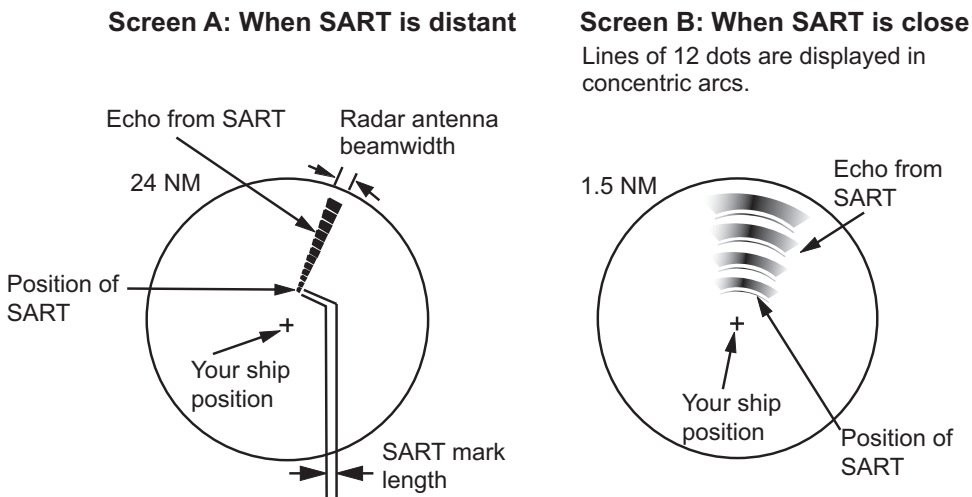 Screen A: When SART is distant
Echo from SART
Radar antenna
beamwidth
24 NM
Position of
SART
Your ship
position
SART mark
length
Screen B: When SART is close
Lines of 12 dots are displayed in
concentric arcs.
1.5 NM
Echo from
SART
Your ship
position
Position of
SART